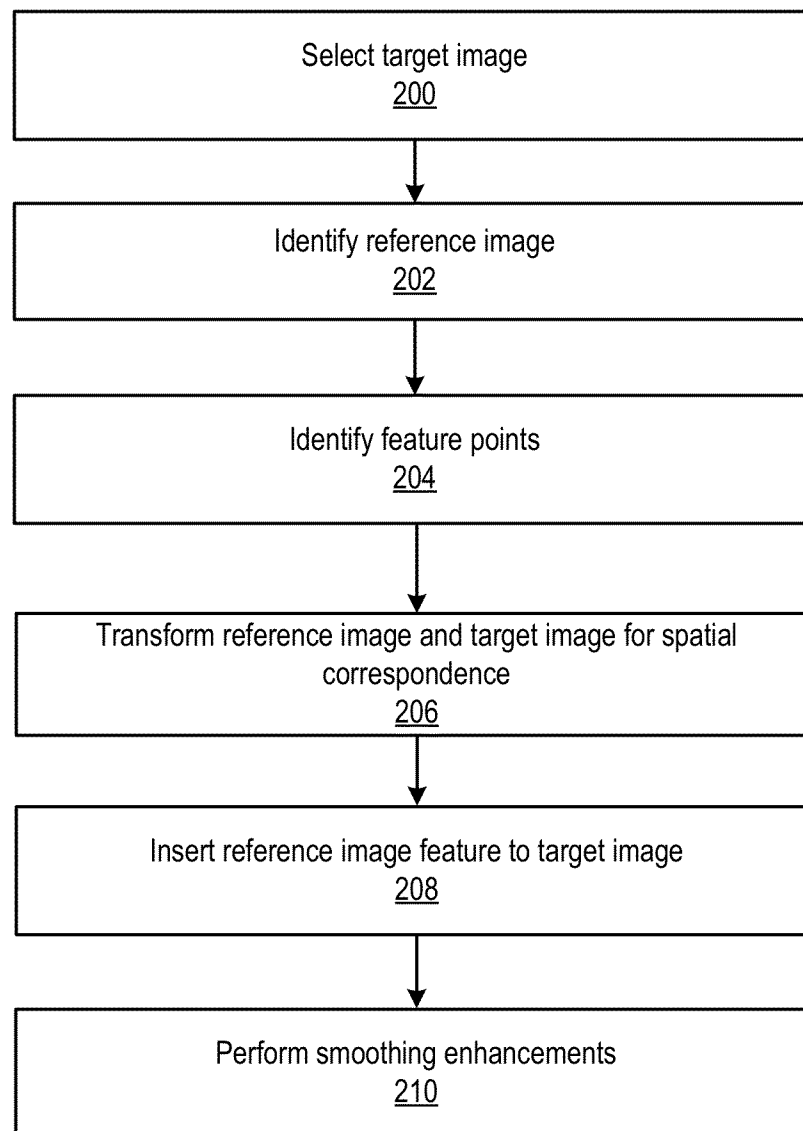 Select target image
200
Identify reference image
202
Identify feature points
204
Transform reference image and target image for spatial
correspondence
206
Insert reference image feature to target image
208
Perform smoothing enhancements
210